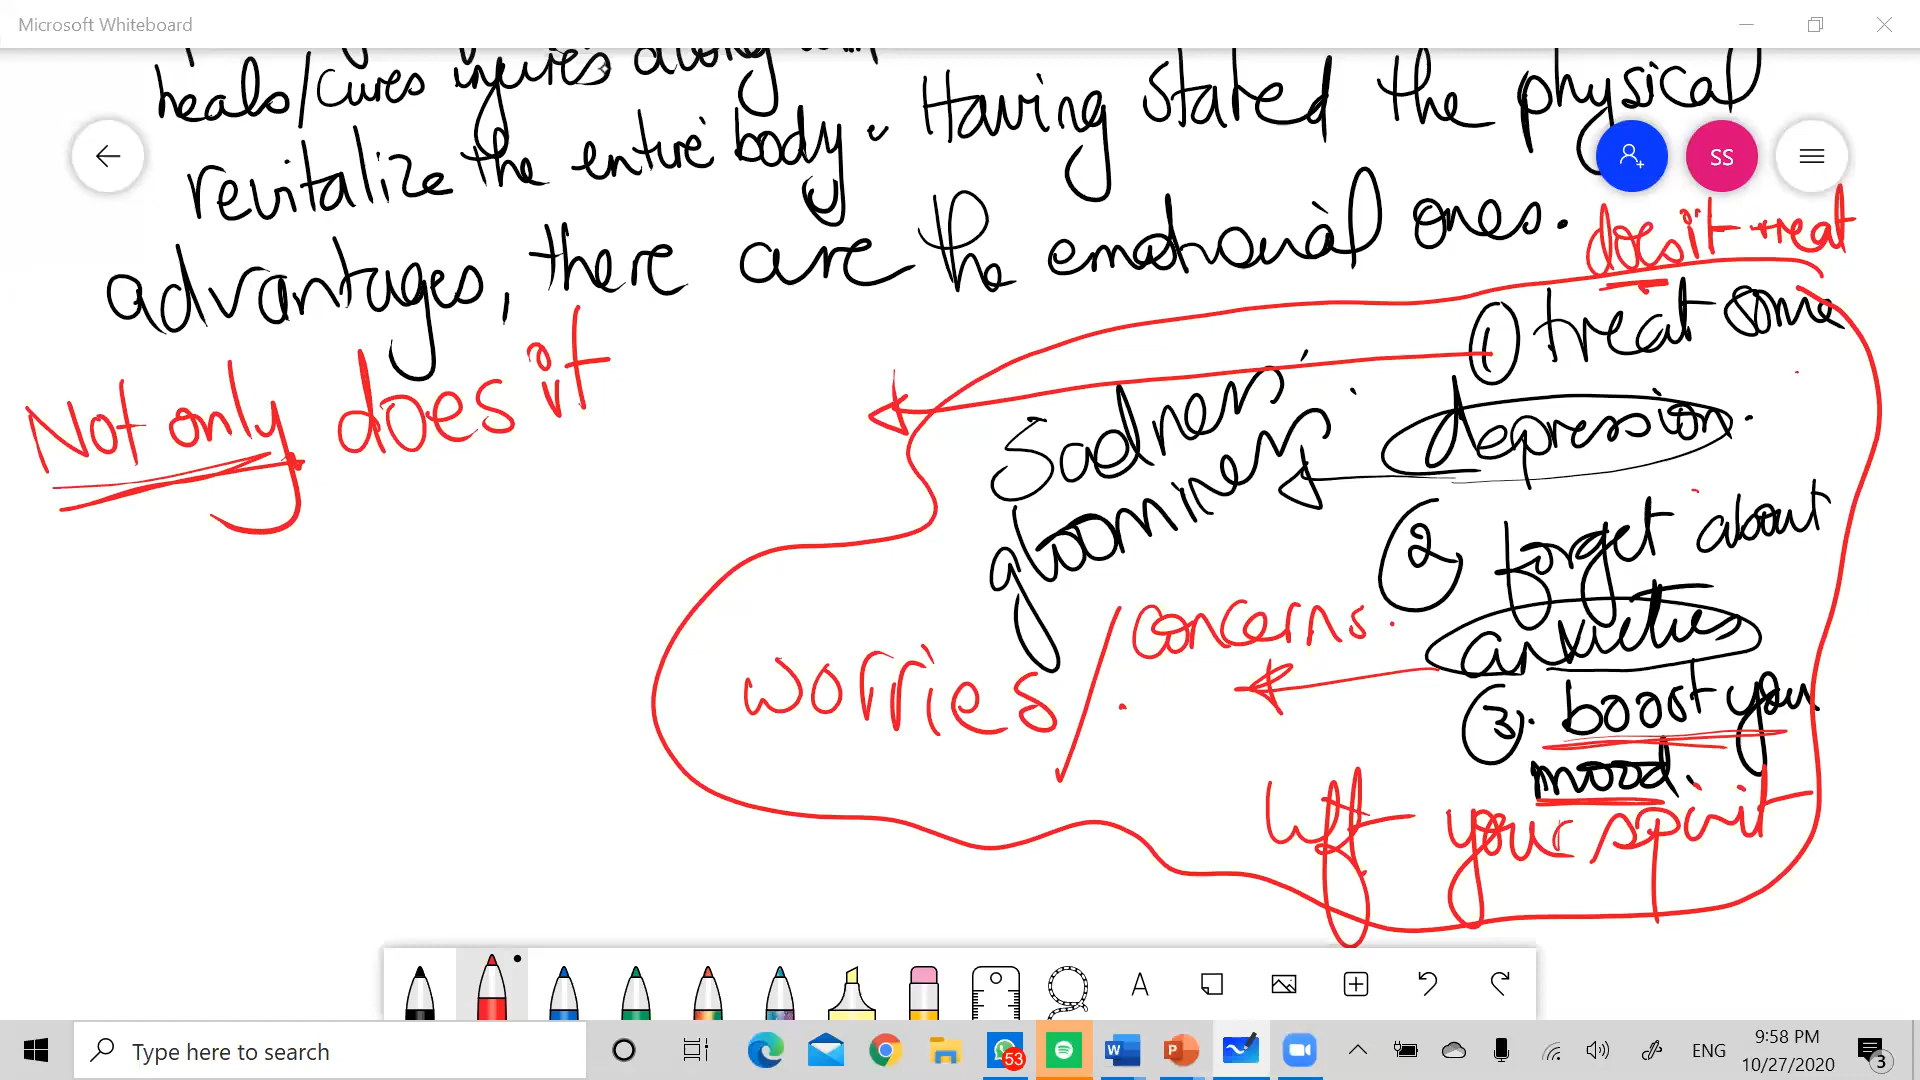 Microsoft Whiteboard
heals/cures injuries along with
revitalize the entire body. Having stated the physical
advantages, there are the emotional ones.
SS
does it treat
Not only does it
① treat some
depression.
Sadness
gloominess
② forget about
anxieties
worries / concerns.
③ boost you
mood.
lift your spirit
A
Type here to search
53
ENG
9:58 PM
10/27/2020
3